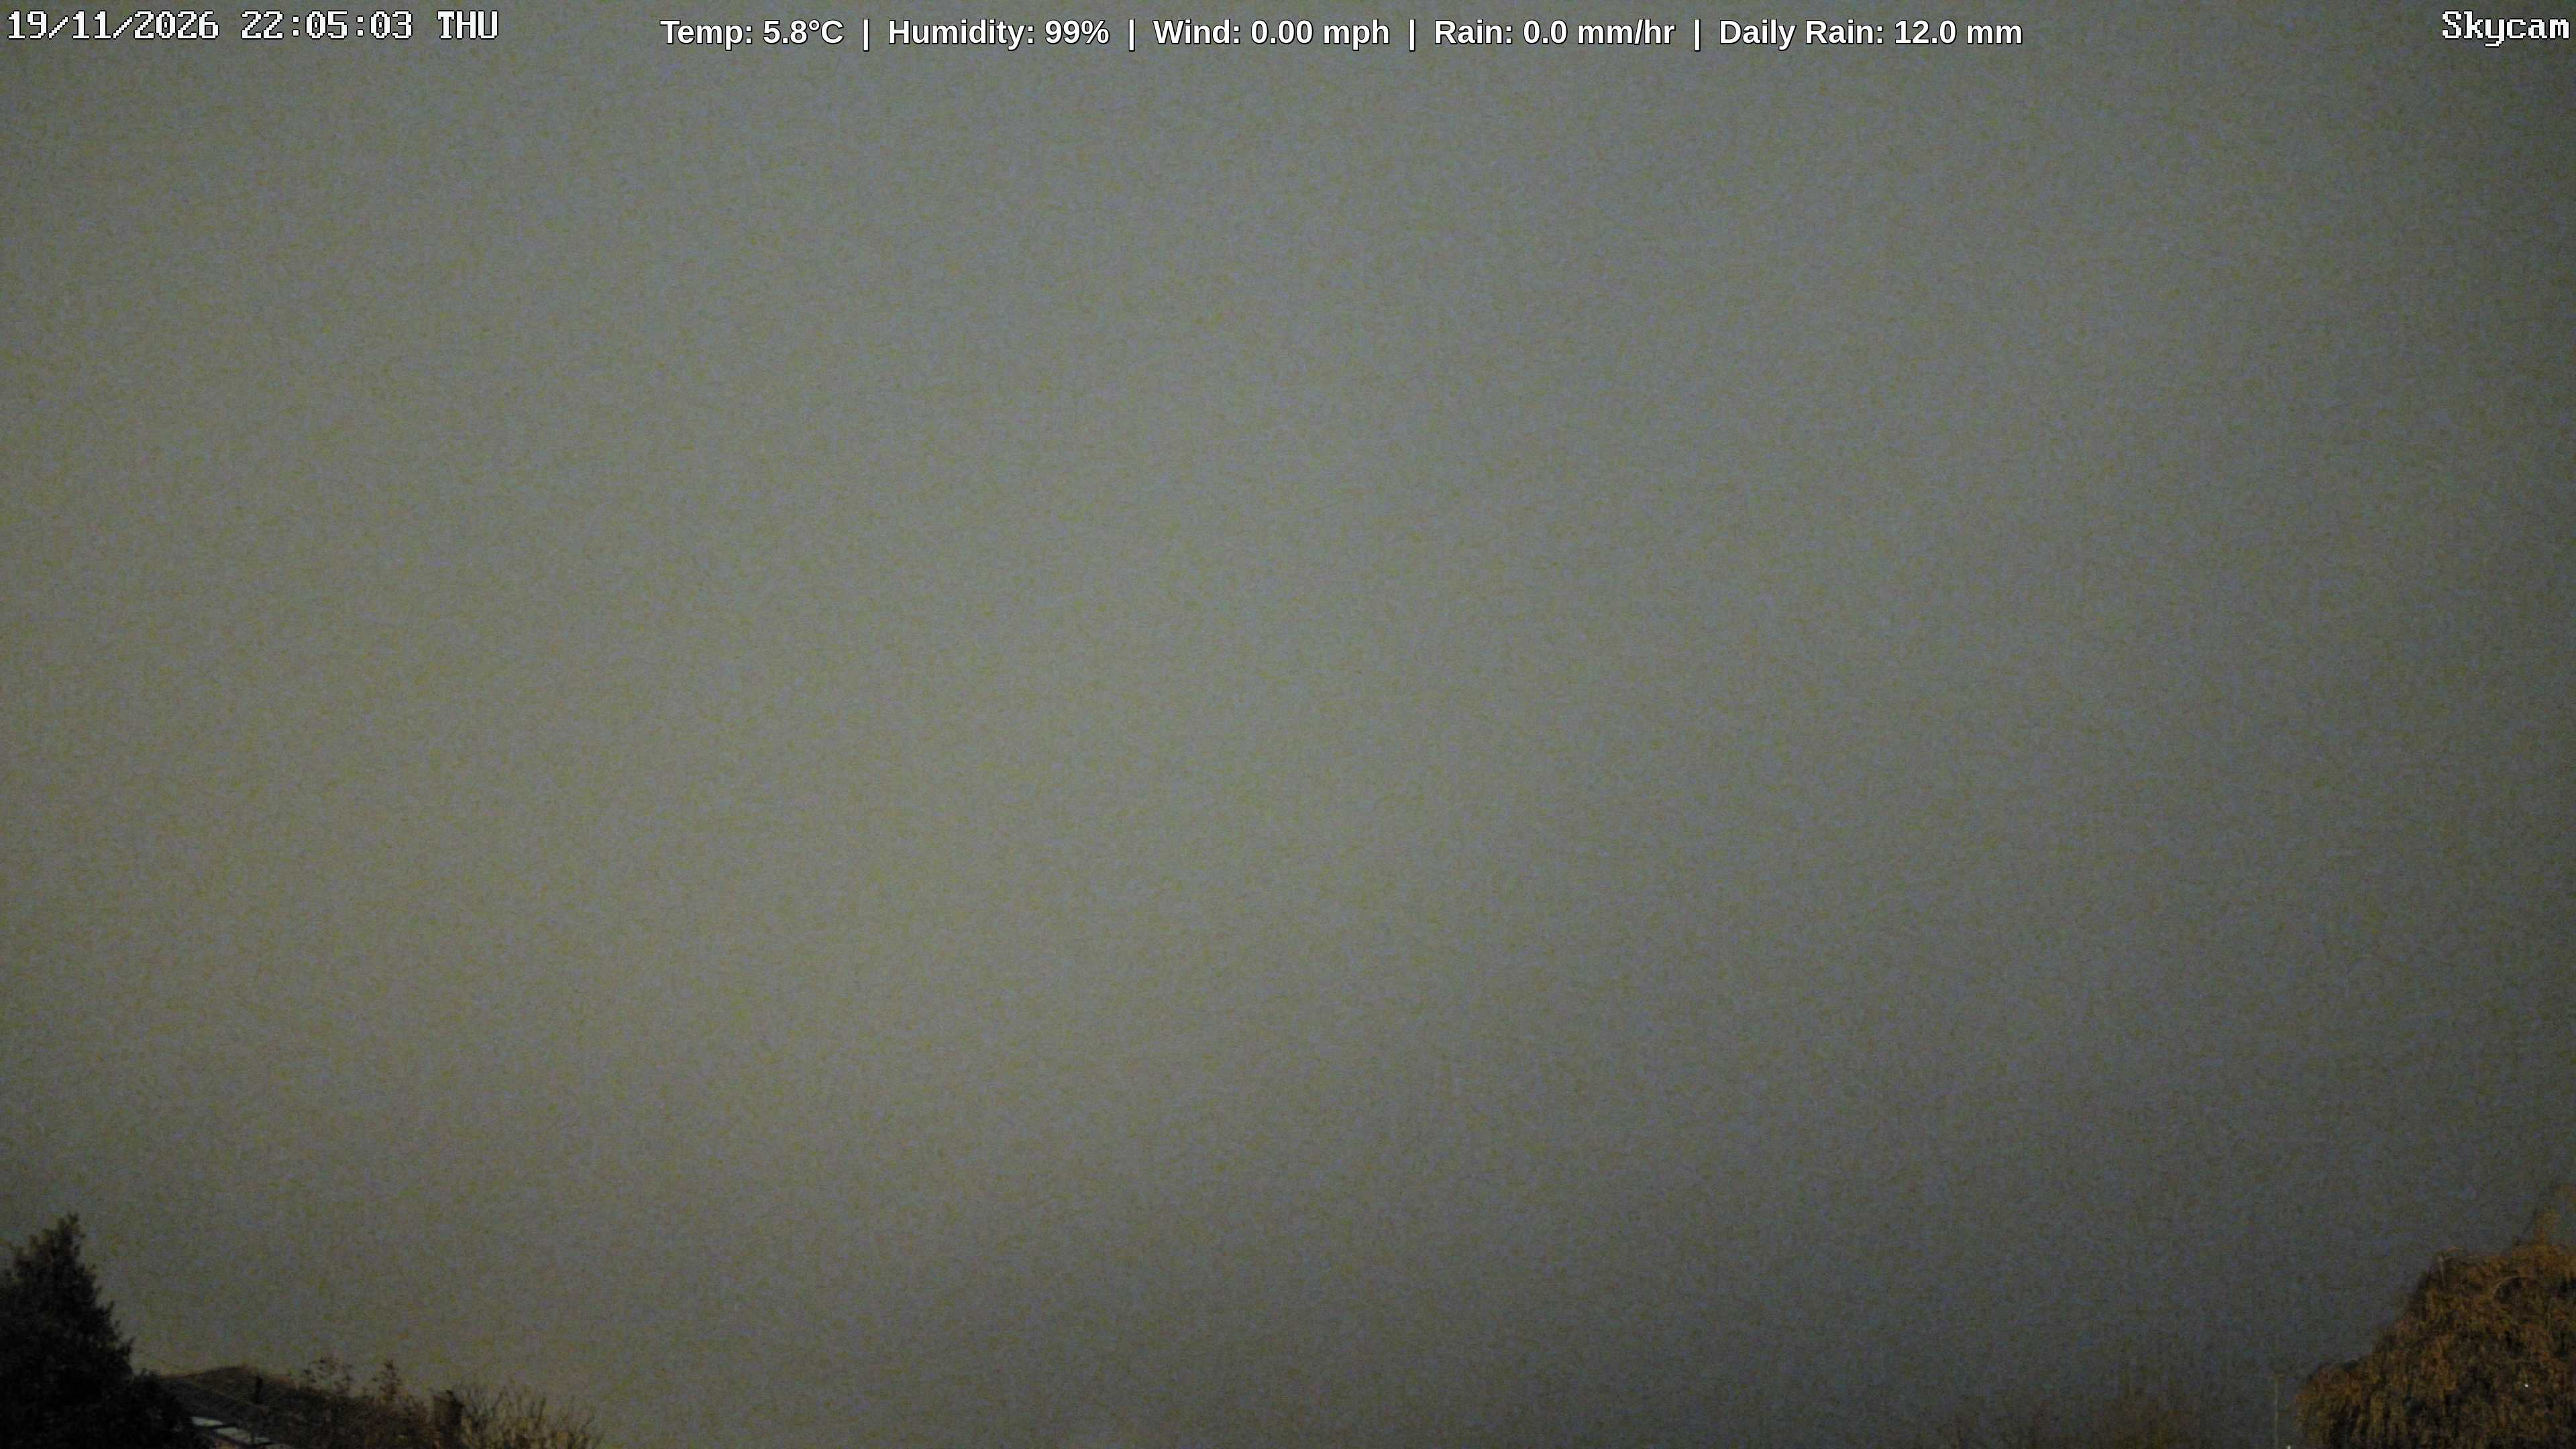 19/11/2026 22:05:03 THU
Temp: 5.8°C | Humidity: 99% | Wind: 0.00 mph | Rain: 0.0 mm/hr | Daily Rain: 12.0 mm
Skycam